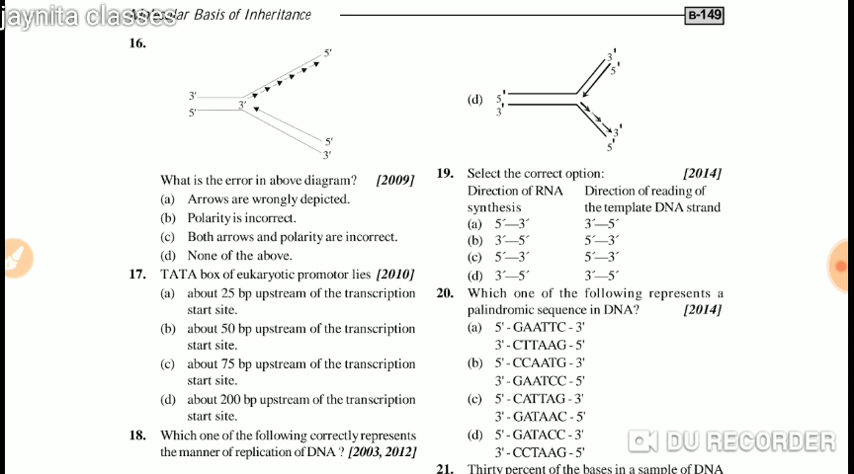 jaynita classes
Molecular Basis of Inheritance
B-149
16.
5'
3'
5'
3'
5'
3'
What is the error in above diagram? [2009]
(a) Arrows are wrongly depicted.
(b) Polarity is incorrect.
(c) Both arrows and polarity are incorrect.
(d) None of the above.
17. TATA box of eukaryotic promotor lies [2010]
(a) about 25 bp upstream of the transcription
start site.
(b) about 50 bp upstream of the transcription
start site.
(c) about 75 bp upstream of the transcription
start site.
(d) about 200 bp upstream of the transcription
start site.
18. Which one of the following correctly represents
the manner of replication of DNA ? [2003, 2012]
(d)
5'
3'
3'
5'
3'
5'
19. Select the correct option: [2014]
Direction of RNA Direction of reading of
synthesis the template DNA strand
(a) 5´—3´ 3´—5´
(b) 3´—5´ 5´—3´
(c) 5´—3´ 5´—3´
(d) 3´—5´ 3´—5´
20. Which one of the following represents a
palindromic sequence in DNA? [2014]
(a) 5' - GAATTC - 3'
3' - CTTAAG - 5'
(b) 5' - CCAATG - 3'
3' - GAATCC - 5'
(c) 5' - CATTAG - 3'
3' - GATAAC - 5'
(d) 5' - GATACC - 3'
3' - CCTAAG - 5'
21. Thirty percent of the bases in a sample of DNA
DU RECORDER